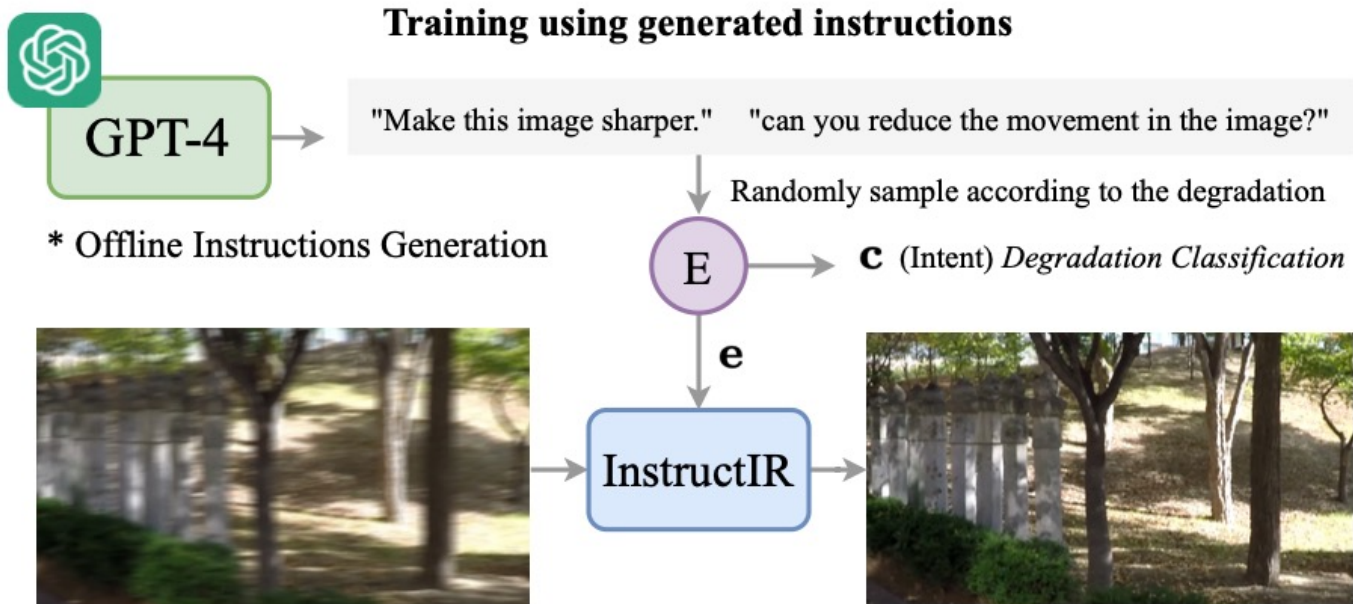 Training using generated instructions
GPT-4
"Make this image sharper." "can you reduce the movement in the image?"
Randomly sample according to the degradation
* Offline Instructions Generation
E
c (Intent) Degradation Classification
e
InstructIR